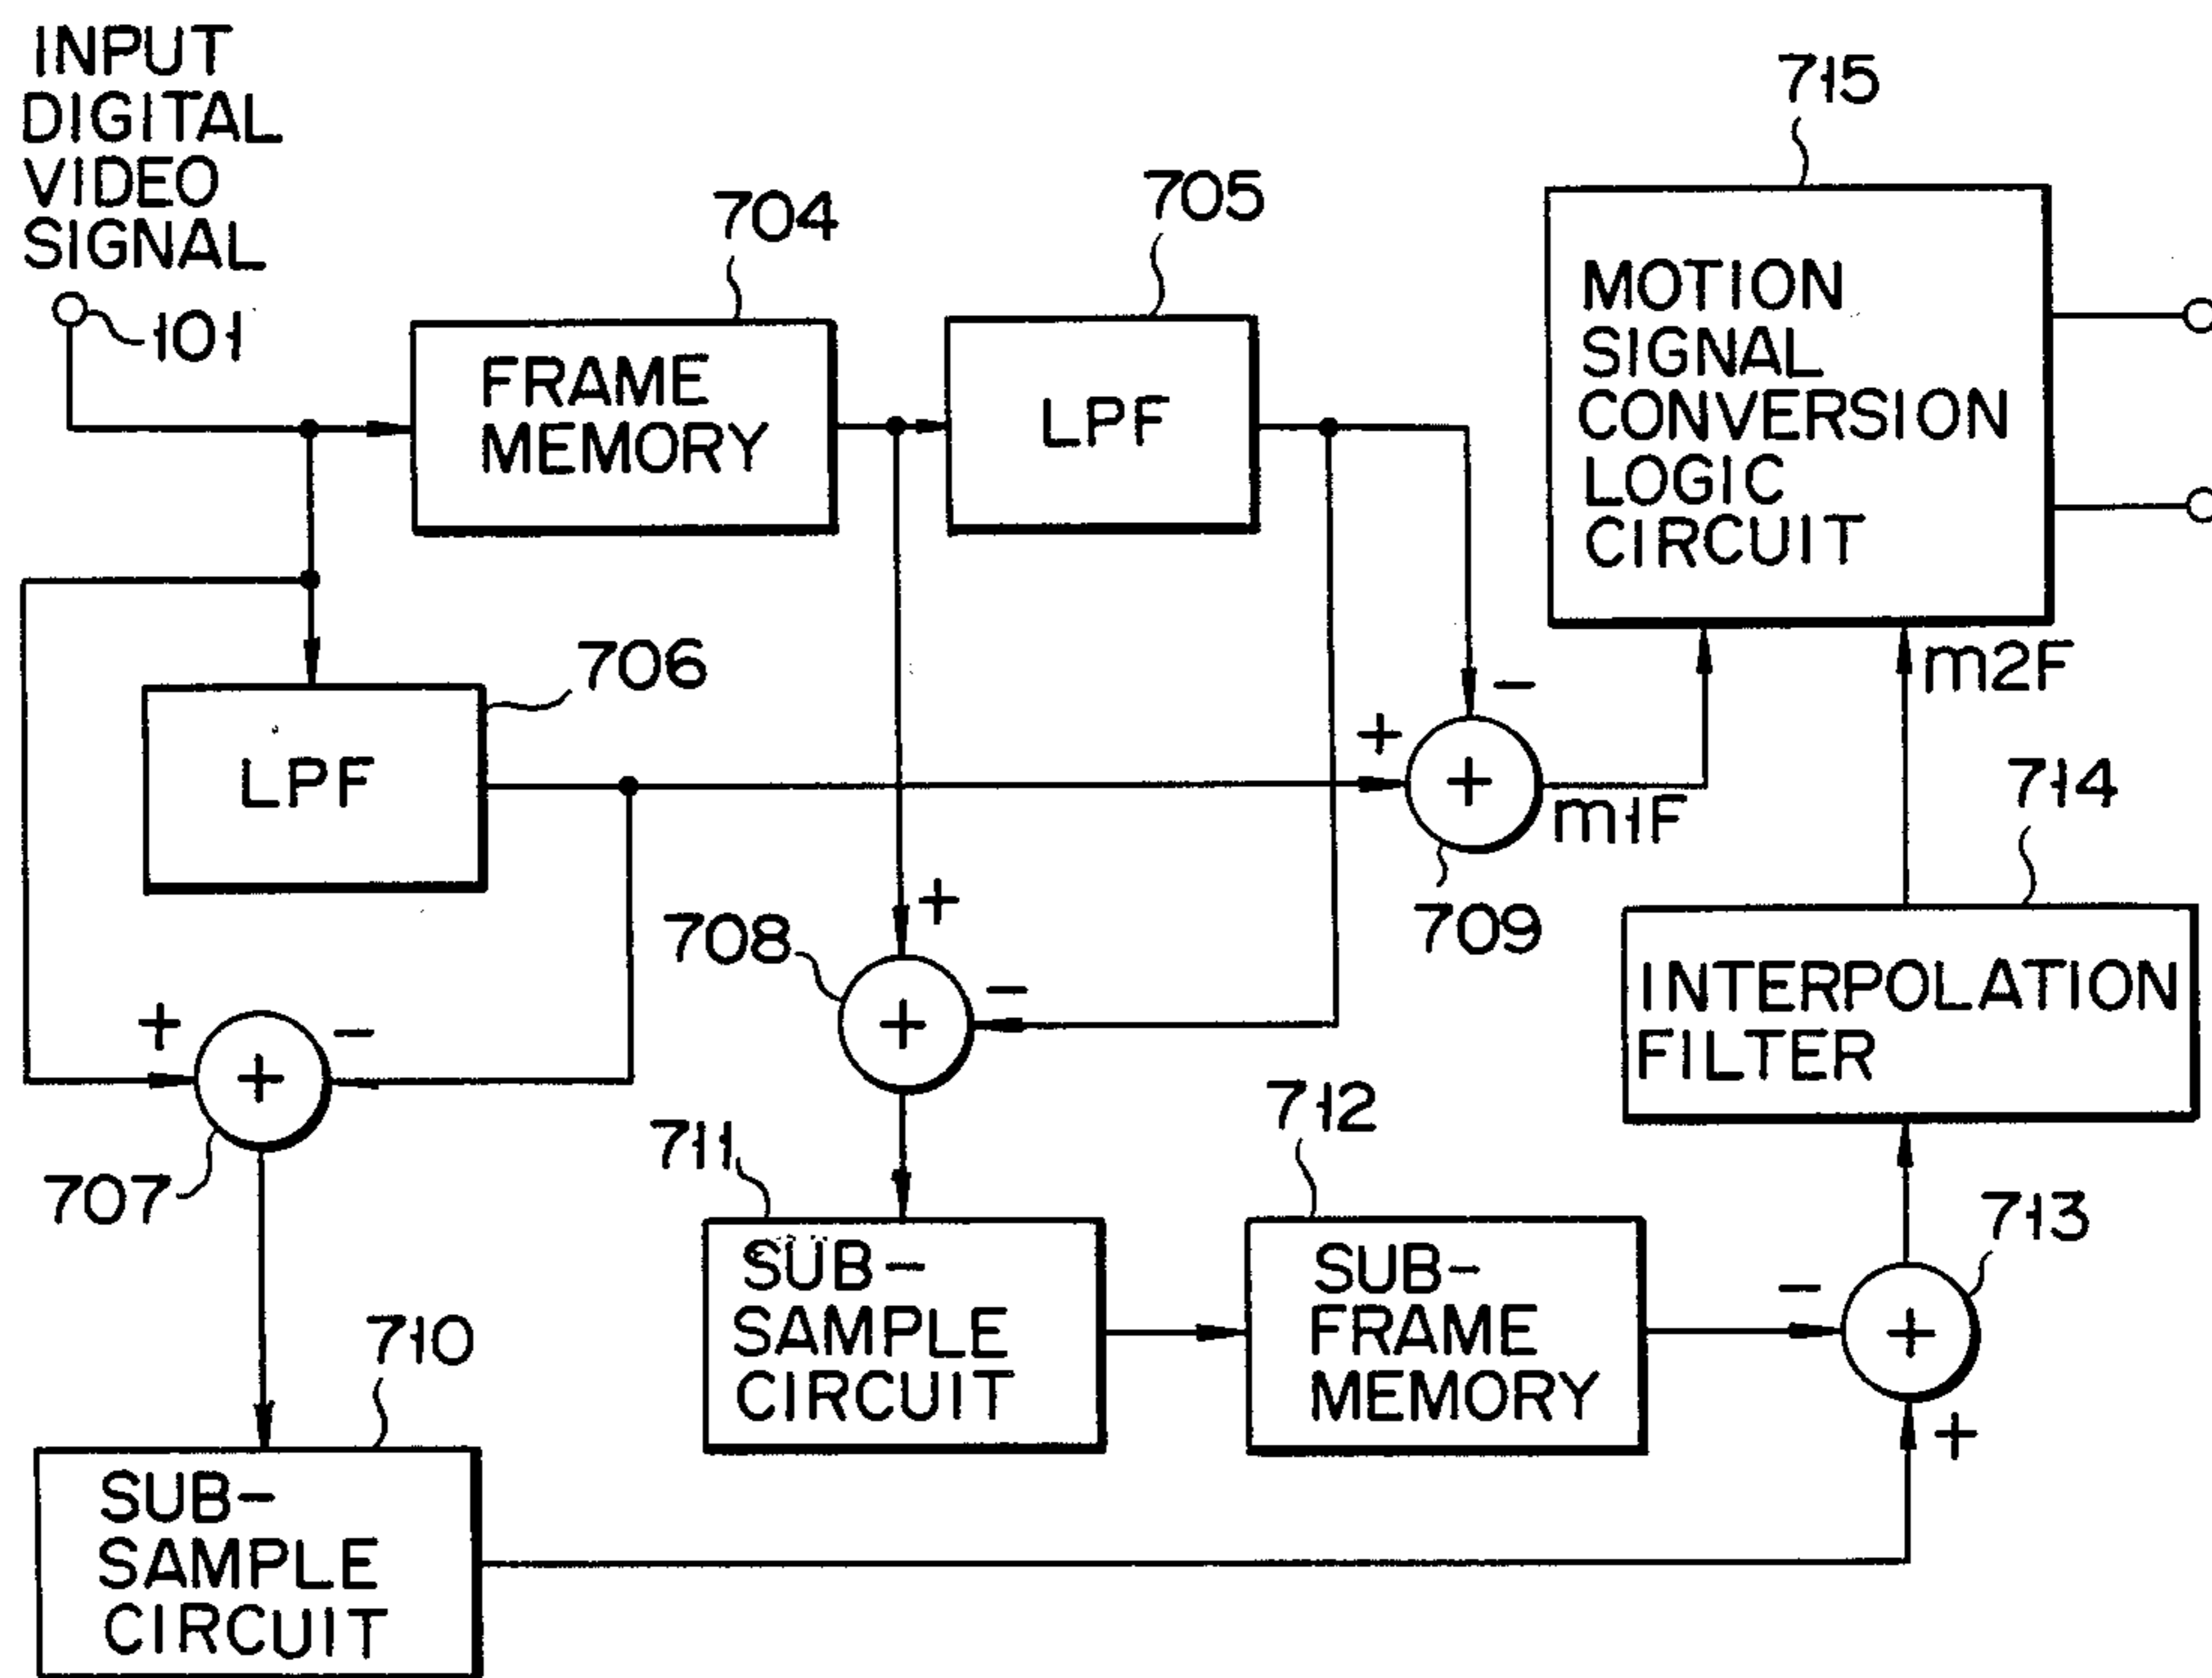 INPUT
DIGITAL
VIDEO
SIGNAL
101
704
705
715
FRAME
MEMORY
LPF
MOTION
SIGNAL
CONVERSION
LOGIC
CIRCUIT
706
LPF
-
+
+
m1F
m2F
709
714
INTERPOLATION
FILTER
708
+
-
+
+
-
+
707
711
712
713
SUB-
SAMPLE
CIRCUIT
SUB-
FRAME
MEMORY
-
+
+
710
SUB-
SAMPLE
CIRCUIT